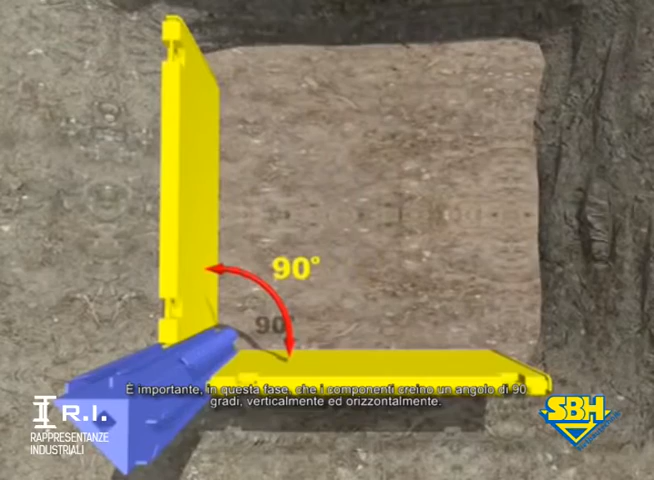 90°
90°
È importante, in questa fase, che i componenti creino un angolo di 90
gradi, verticalmente ed orizzontalmente.
R.I.
RAPPRESENTANZE
INDUSTRIALI
SBH